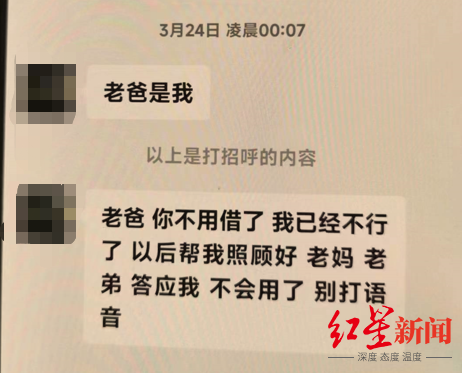 3月24日 凌晨00:07
老爸是我
以上是打招呼的内容
老爸 你不用借了 我已经不行
了 以后帮我照顾好 老妈 老
弟 答应我 不会用了 别打语
音
红星新闻
深度 态度 温度